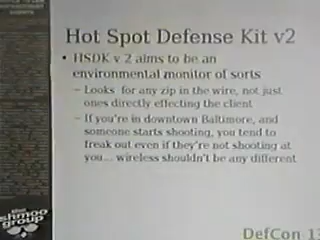 Hot Spot Defense Kit v2
• HSDK v 2 aims to be an
environmental monitor of sorts
– Looks for any zip in the wire, not just
ones directly effecting the client
– If you're in downtown Baltimore, and
someone starts shooting, you tend to
freak out even if they're not shooting at
you... wireless shouldn't be any different
the
shmoo
group
DefCon 13